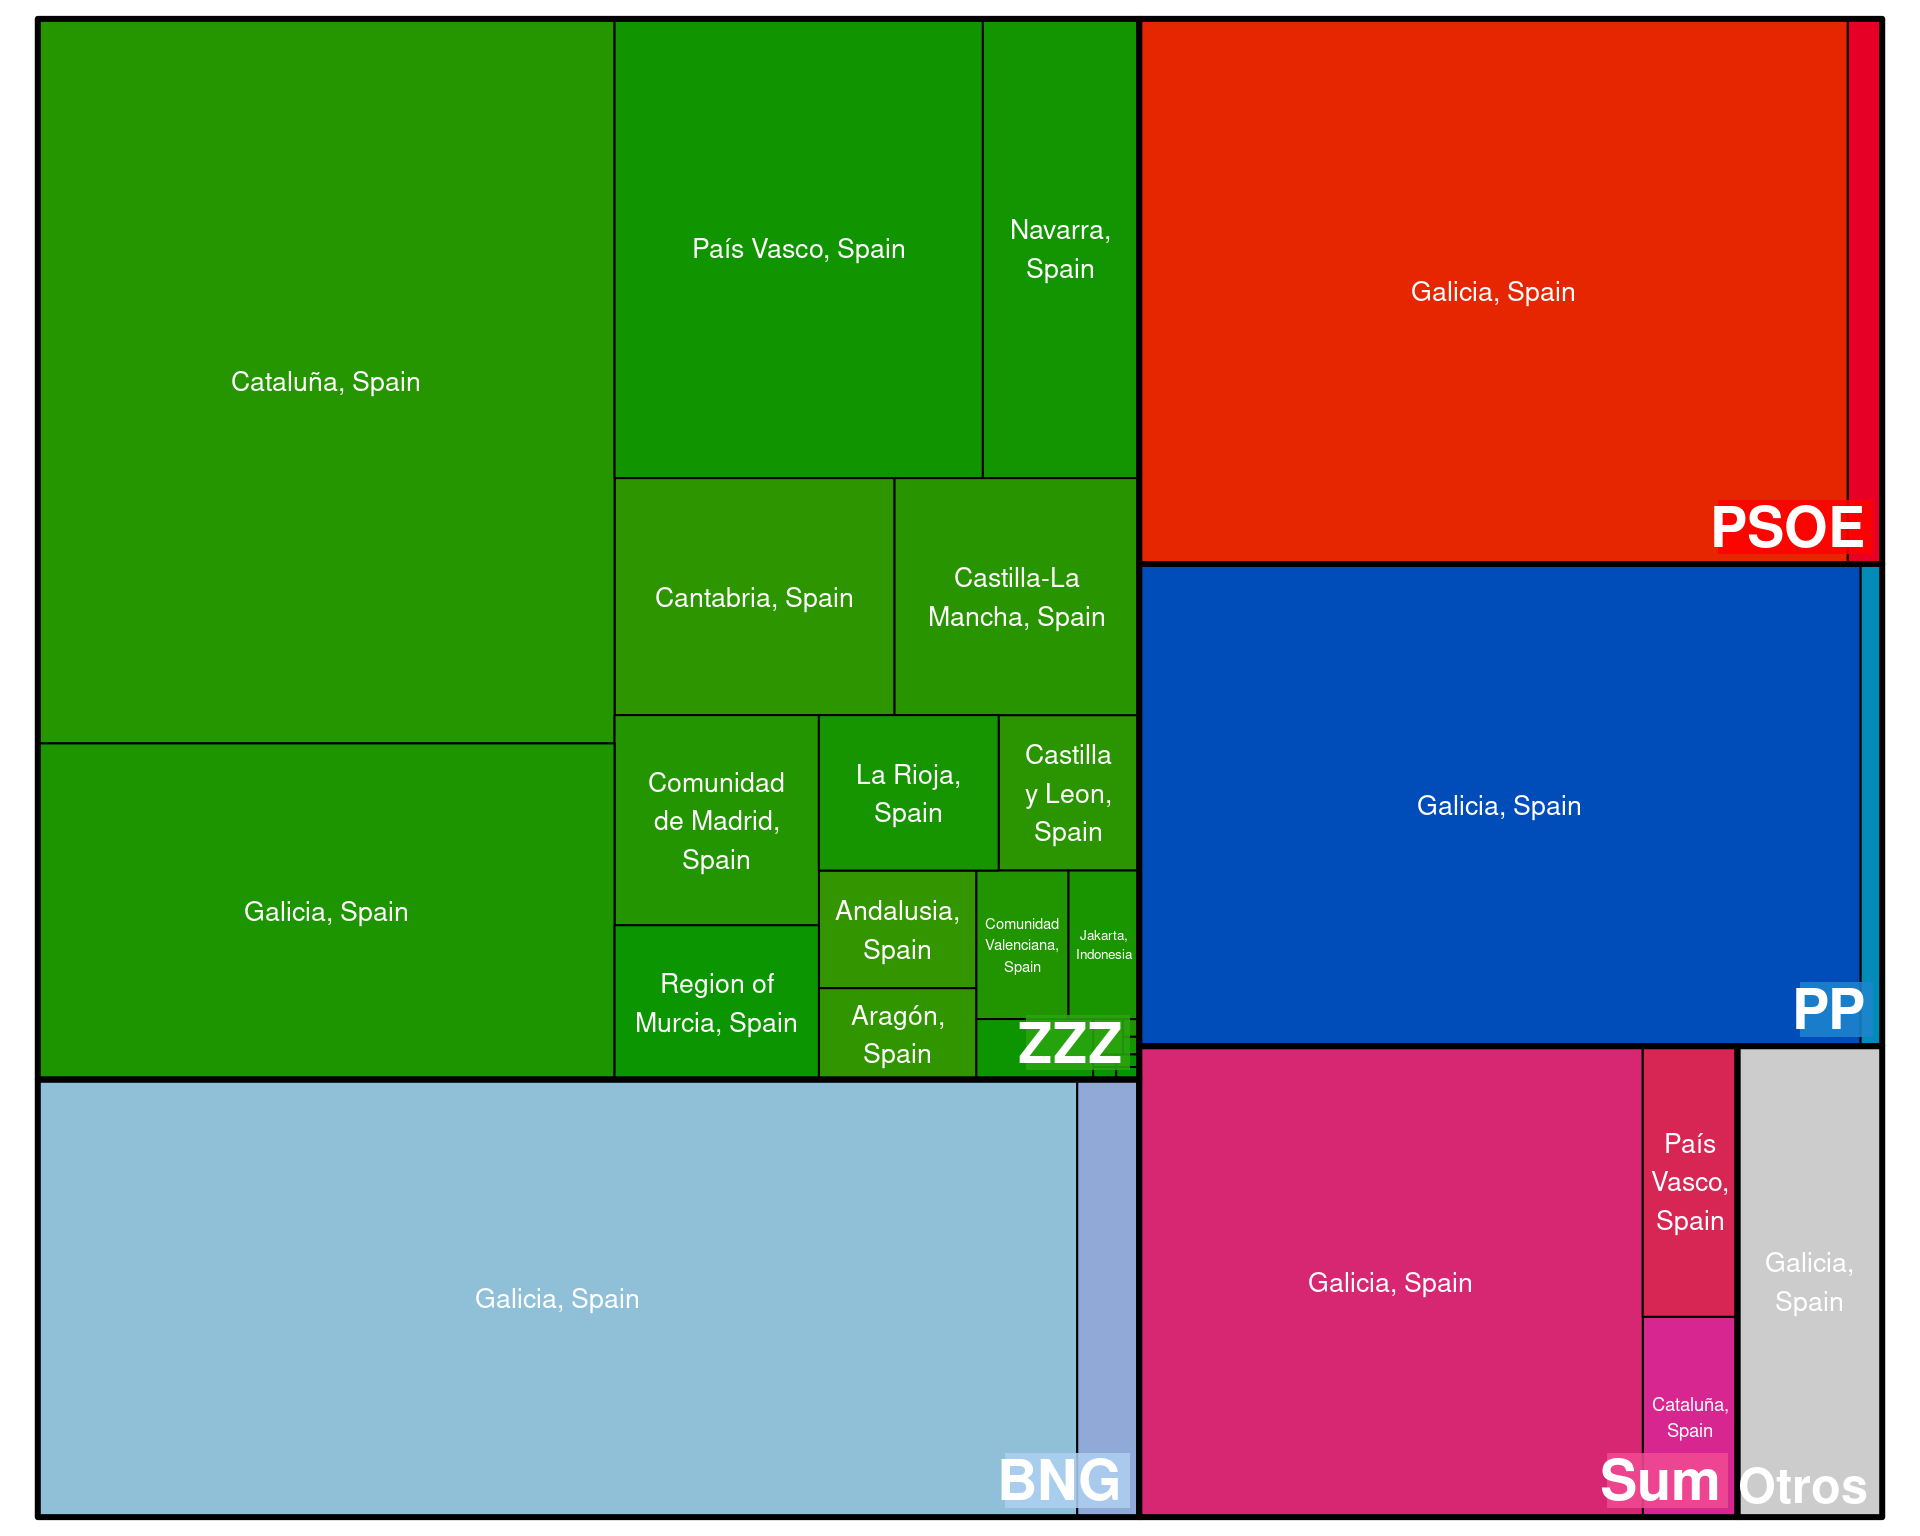 Cataluña, Spain
País Vasco, Spain
Navarra,
Spain
Cantabria, Spain
Castilla-La
Mancha, Spain
Galicia, Spain
Comunidad
de Madrid,
Spain
La Rioja,
Spain
Castilla
y Leon,
Spain
Region of
Murcia, Spain
Andalusia,
Spain
Comunidad
Valenciana,
Spain
Jakarta,
Indonesia
Aragón,
Spain
ZZZ
Galicia, Spain
BNG
Galicia, Spain
PSOE
Galicia, Spain
PP
Galicia, Spain
País
Vasco,
Spain
Cataluña,
Spain
Sum
Galicia,
Spain
Otros